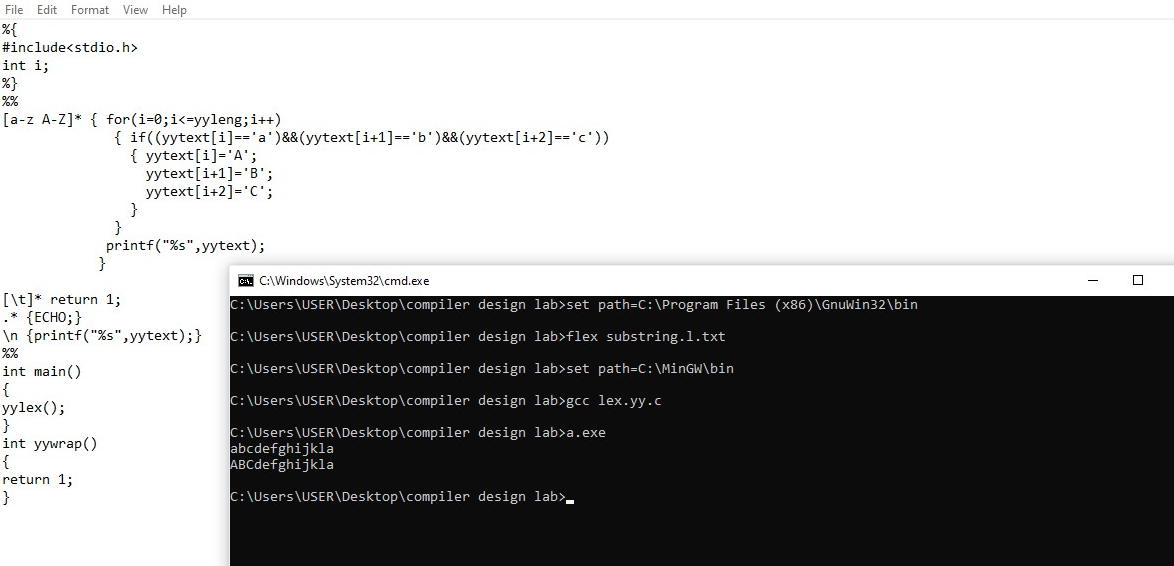 File Edit Format View Help
%{
#include<stdio.h>
int i;
%}
%%
[a-z A-Z]* { for(i=0;i<=yyleng;i++)
{ if((yytext[i]=='a')&&(yytext[i+1]=='b')&&(yytext[i+2]=='c'))
{ yytext[i]='A';
yytext[i+1]='B';
yytext[i+2]='C';
}
}
printf("%s",yytext);
}
[\t]* return 1;
.* {ECHO;}
\n {printf("%s",yytext);}
%%
int main()
{
yylex();
}
int yywrap()
{
return 1;
}
C:\Windows\System32\cmd.exe
C:\Users\USER\Desktop\compiler design lab>set path=C:\Program Files (x86)\GnuWin32\bin
C:\Users\USER\Desktop\compiler design lab>flex substring.l.txt
C:\Users\USER\Desktop\compiler design lab>set path=C:\MinGW\bin
C:\Users\USER\Desktop\compiler design lab>gcc lex.yy.c
C:\Users\USER\Desktop\compiler design lab>a.exe
abcdefghijkla
ABCdefghijkla
C:\Users\USER\Desktop\compiler design lab>